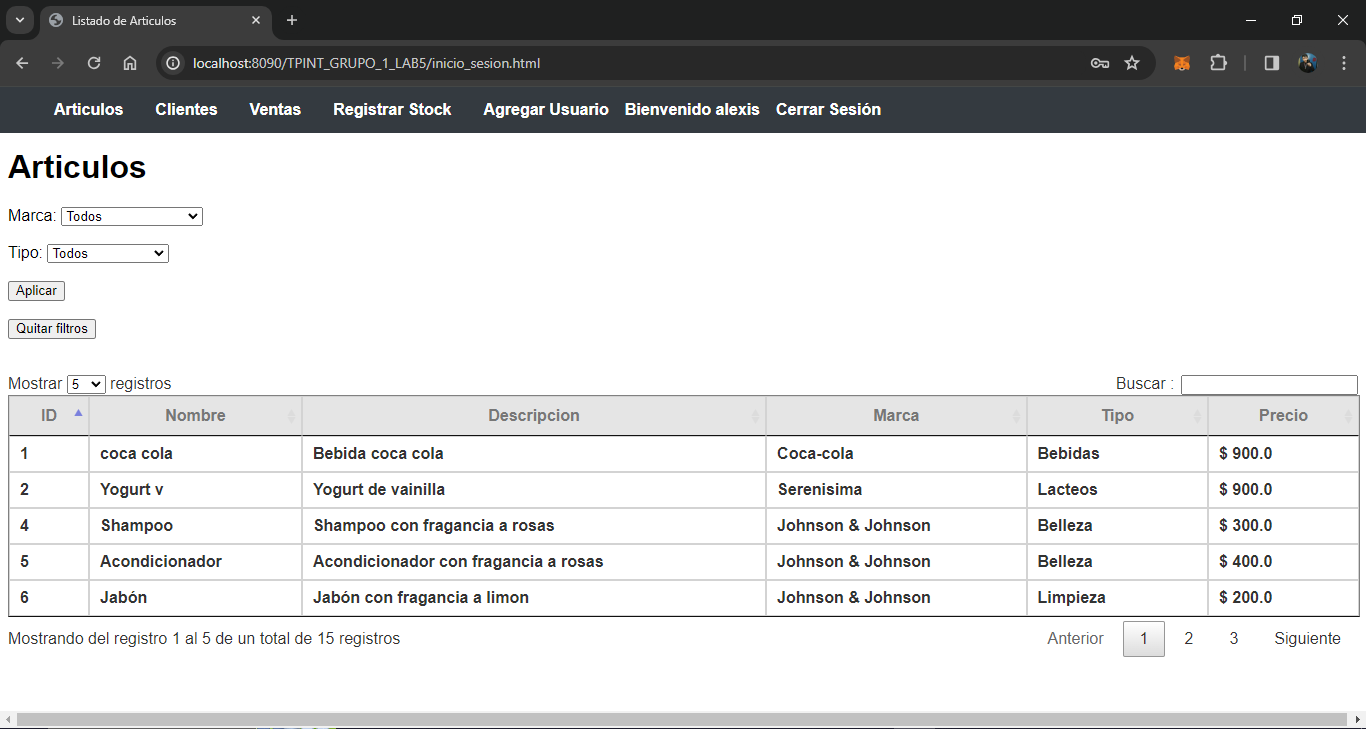 Listado de Articulos
localhost:8090/TPINT_GRUPO_1_LAB5/inicio_sesion.html
Articulos Clientes Ventas Registrar Stock Agregar Usuario Bienvenido alexis Cerrar Sesión
Articulos
Marca: Todos
Tipo: Todos
Aplicar
Quitar filtros
Mostrar 5 registros Buscar :
ID Nombre Descripcion Marca Tipo Precio
1 coca cola Bebida coca cola Coca-cola Bebidas $ 900.0
2 Yogurt v Yogurt de vainilla Serenisima Lacteos $ 900.0
4 Shampoo Shampoo con fragancia a rosas Johnson & Johnson Belleza $ 300.0
5 Acondicionador Acondicionador con fragancia a rosas Johnson & Johnson Belleza $ 400.0
6 Jabón Jabón con fragancia a limon Johnson & Johnson Limpieza $ 200.0
Mostrando del registro 1 al 5 de un total de 15 registros Anterior 1 2 3 Siguiente